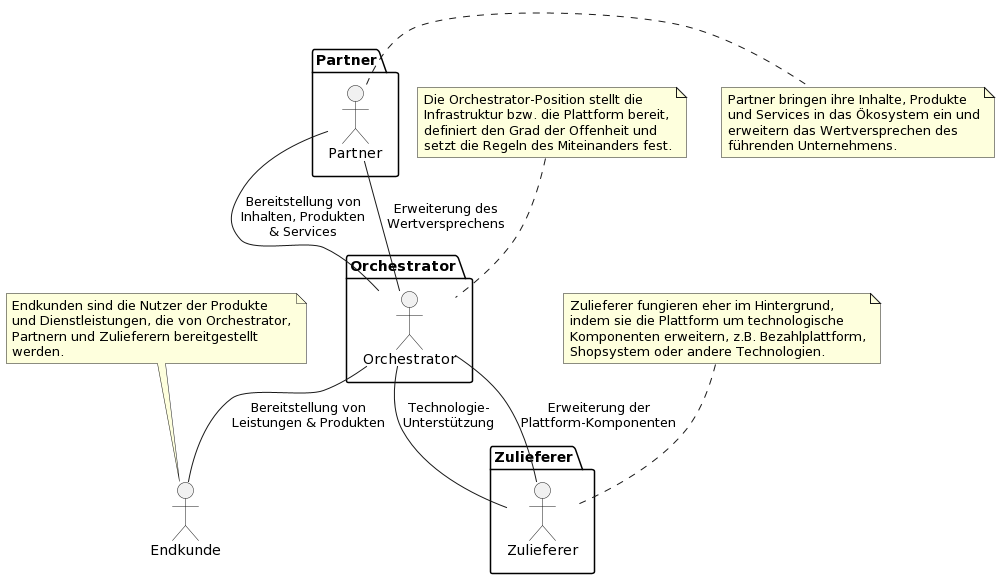 Partner
Partner
Die Orchestrator-Position stellt die
Infrastruktur bzw. die Plattform bereit,
definiert den Grad der Offenheit und
setzt die Regeln des Miteinanders fest.
Partner bringen ihre Inhalte, Produkte
und Services in das Ökosystem ein und
erweitern das Wertversprechen des
führenden Unternehmens.
Bereitstellung von
Inhalten, Produkten
& Services
Erweiterung des
Wertversprechens
Orchestrator
Orchestrator
Endkunden sind die Nutzer der Produkte
und Dienstleistungen, die von Orchestrator,
Partnern und Zulieferern bereitgestellt
werden.
Zulieferer fungieren eher im Hintergrund,
indem sie die Plattform um technologische
Komponenten erweitern, z.B. Bezahlplattform,
Shopsystem oder andere Technologien.
Bereitstellung von
Leistungen & Produkten
Technologie-
Unterstützung
Erweiterung der
Plattform-Komponenten
Zulieferer
Endkunde
Zulieferer